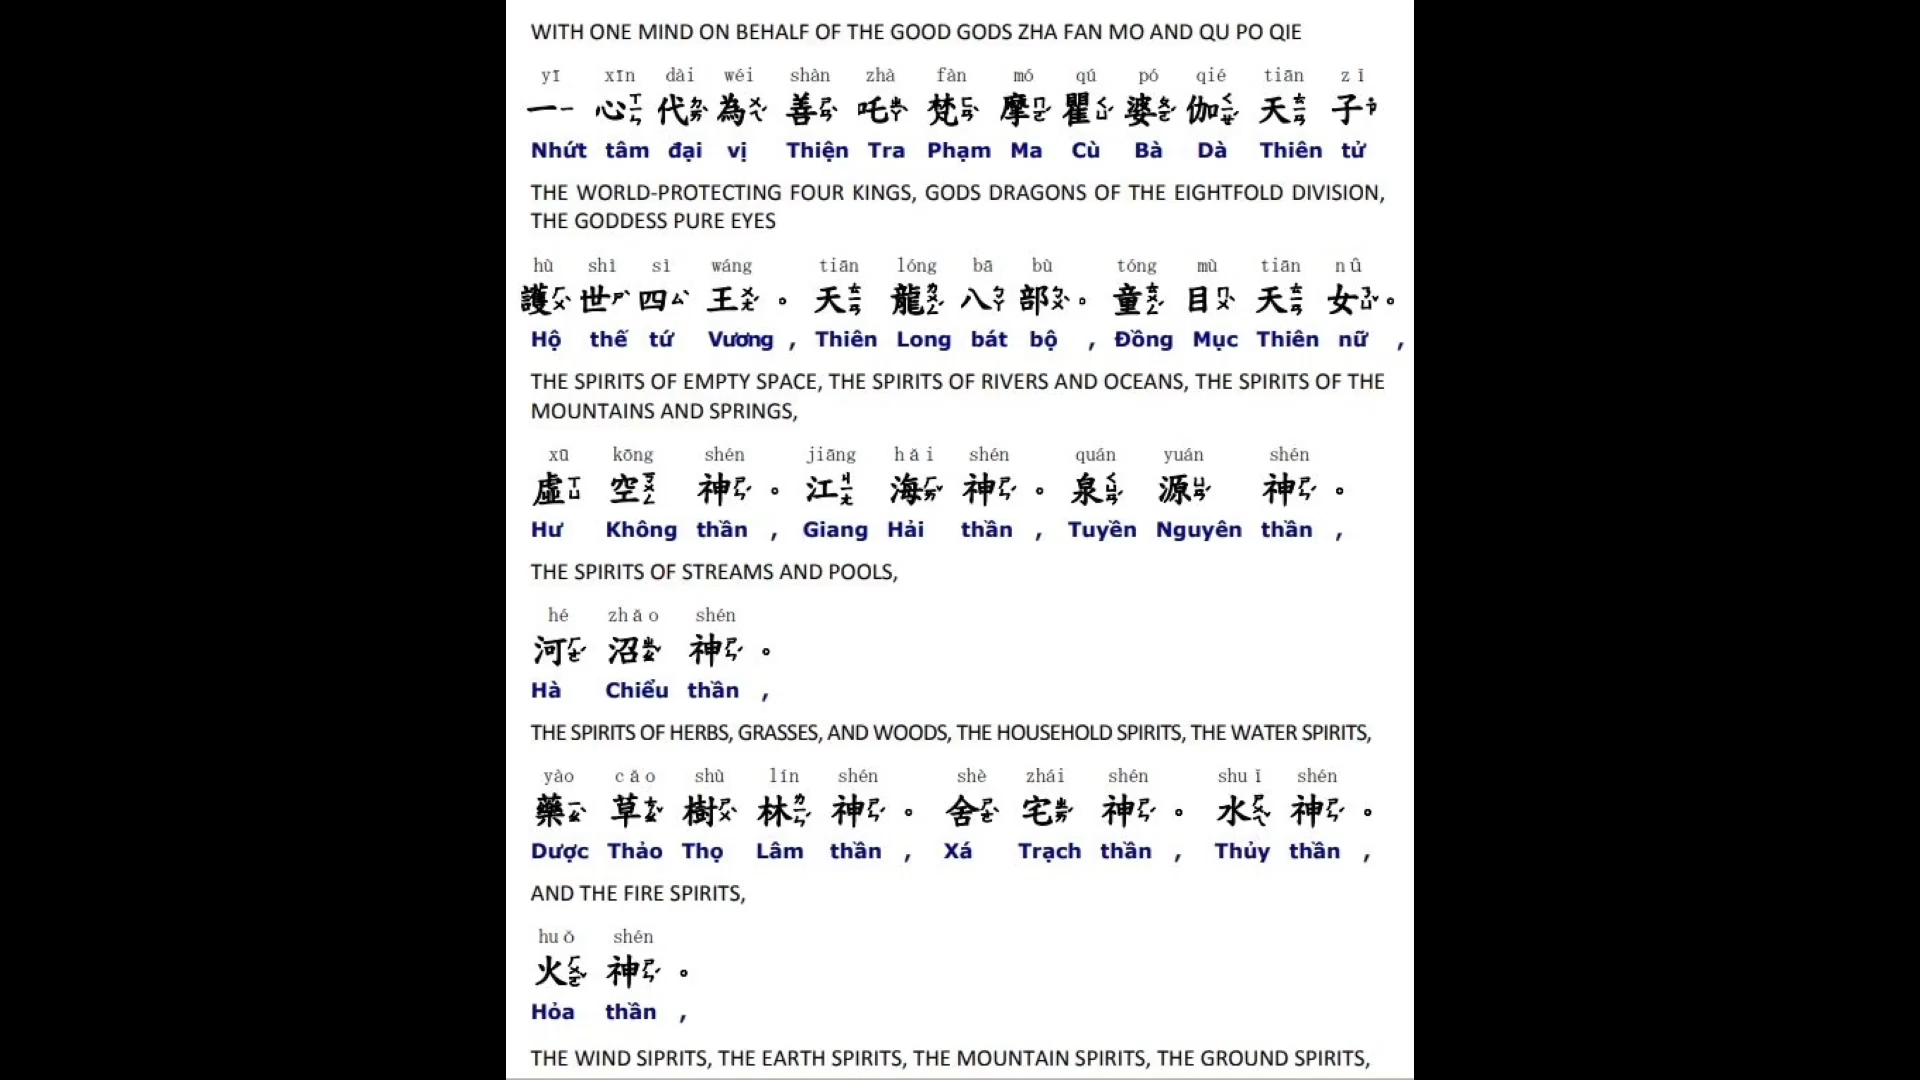 WITH ONE MIND ON BEHALF OF THE GOOD GODS ZHA FAN MO AND QU PO QIE
yī xīn dài wéi shàn zhà fàn mó qú pó qié tiān zǐ
一 心 代 為 善 吒 梵 摩 瞿 婆 伽 天 子
Nhứt tâm đại vị Thiện Tra Phạm Ma Cù Bà Dà Thiên tử
THE WORLD-PROTECTING FOUR KINGS, GODS DRAGONS OF THE EIGHTFOLD DIVISION,
THE GODDESS PURE EYES
hù shì sì wáng tiān lóng bā bù tóng mù tiān nǚ
護 世 四 王 。 天 龍 八 部 。 童 目 天 女 。
Hộ thế tứ Vương , Thiên Long bát bộ , Đồng Mục Thiên nữ ,
THE SPIRITS OF EMPTY SPACE, THE SPIRITS OF RIVERS AND OCEANS, THE SPIRITS OF THE
MOUNTAINS AND SPRINGS,
xū kōng shén jiāng hǎi shén quán yuán shén
虛 空 神 。 江 海 神 。 泉 源 神 。
Hư Không thần , Giang Hải thần , Tuyền Nguyên thần ,
THE SPIRITS OF STREAMS AND POOLS,
hé zhǎo shén
河 沼 神 。
Hà Chiểu thần ,
THE SPIRITS OF HERBS, GRASSES, AND WOODS, THE HOUSEHOLD SPIRITS, THE WATER SPIRITS,
yào cǎo shù lín shén shè zhái shén shuǐ shén
藥 草 樹 林 神 。 舍 宅 神 。 水 神 。
Dược Thảo Thọ Lâm thần , Xá Trạch thần , Thủy thần ,
AND THE FIRE SPIRITS,
huǒ shén
火 神 。
Hỏa thần ,
THE WIND SIPRITS, THE EARTH SPIRITS, THE MOUNTAIN SPIRITS, THE GROUND SPIRITS,